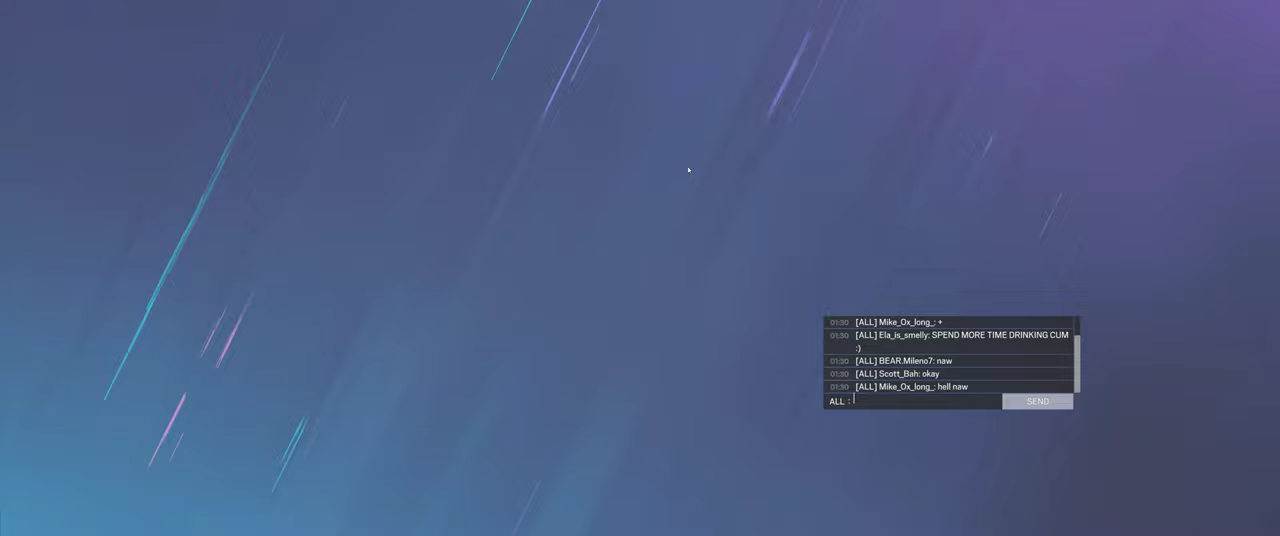 01:30 [ALL] Mike_Ox_long_: +
01:30 [ALL] Ela_is_smelly: SPEND MORE TIME DRINKING CUM
:)
01:30 [ALL] BEAR.Mileno7: naw
01:30 [ALL] Scott_Bah: okay
01:30 [ALL] Mike_Ox_long_: hell naw
ALL : SEND